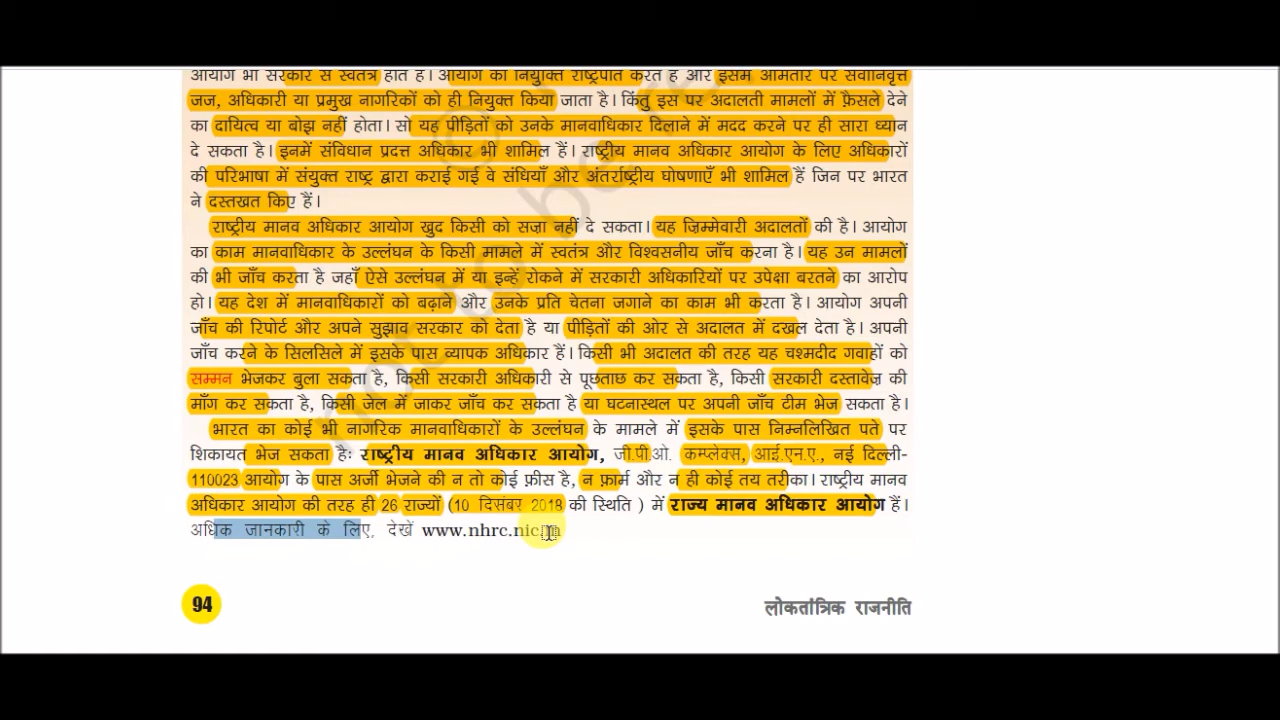 आयोग भी सरकार से स्वतंत्र होते हैं। आयोग की नियुक्ति राष्ट्रपति करते हैं और इसमें आमतौर पर सेवानिवृत्त
जज, अधिकारी या प्रमुख नागरिकों को ही नियुक्त किया जाता है। किंतु इस पर अदालती मामलों में फ़ैसले देने
का दायित्व या बोझ नहीं होता। सो यह पीड़ितों को उनके मानवाधिकार दिलाने में मदद करने पर ही सारा ध्यान
दे सकता है। इनमें संविधान प्रदत्त अधिकार भी शामिल हैं। राष्ट्रीय मानव अधिकार आयोग के लिए अधिकारों
की परिभाषा में संयुक्त राष्ट्र द्वारा कराई गई वे संधियाँ और अंतर्राष्ट्रीय घोषणाएँ भी शामिल हैं जिन पर भारत
ने दस्तखत किए हैं।
राष्ट्रीय मानव अधिकार आयोग खुद किसी को सज़ा नहीं दे सकता। यह ज़िम्मेवारी अदालतों की है। आयोग
का काम मानवाधिकार के उल्लंघन के किसी मामले में स्वतंत्र और विश्वसनीय जाँच करना है। यह उन मामलों
की भी जाँच करता है जहाँ ऐसे उल्लंघन में या इन्हें रोकने में सरकारी अधिकारियों पर उपेक्षा बरतने का आरोप
हो। यह देश में मानवाधिकारों को बढ़ाने और उनके प्रति चेतना जगाने का काम भी करता है। आयोग अपनी
जाँच की रिपोर्ट और अपने सुझाव सरकार को देता है या पीड़ितों की ओर से अदालत में दखल देता है। अपनी
जाँच करने के सिलसिले में इसके पास व्यापक अधिकार हैं। किसी भी अदालत की तरह यह चश्मदीद गवाहों को
सम्मन भेजकर बुला सकता है, किसी सरकारी अधिकारी से पूछताछ कर सकता है, किसी सरकारी दस्तावेज़ की
माँग कर सकता है, किसी जेल में जाकर जाँच कर सकता है या घटनास्थल पर अपनी जाँच टीम भेज सकता है।
भारत का कोई भी नागरिक मानवाधिकारों के उल्लंघन के मामले में इसके पास निम्नलिखित पते पर
शिकायत भेज सकता हैः राष्ट्रीय मानव अधिकार आयोग, जी.पी.ओ. कम्प्लेक्स, आई.एन.ए., नई दिल्ली-
110023 आयोग के पास अर्जी भेजने की न तो कोई फ़ीस है, न फ़ार्म और न ही कोई तय तरीका। राष्ट्रीय मानव
अधिकार आयोग की तरह ही 26 राज्यों (10 दिसंबर 2018 की स्थिति ) में राज्य मानव अधिकार आयोग हैं।
अधिक जानकारी के लिए, देखें www.nhrc.nic.in
94
लोकतांत्रिक राजनीति